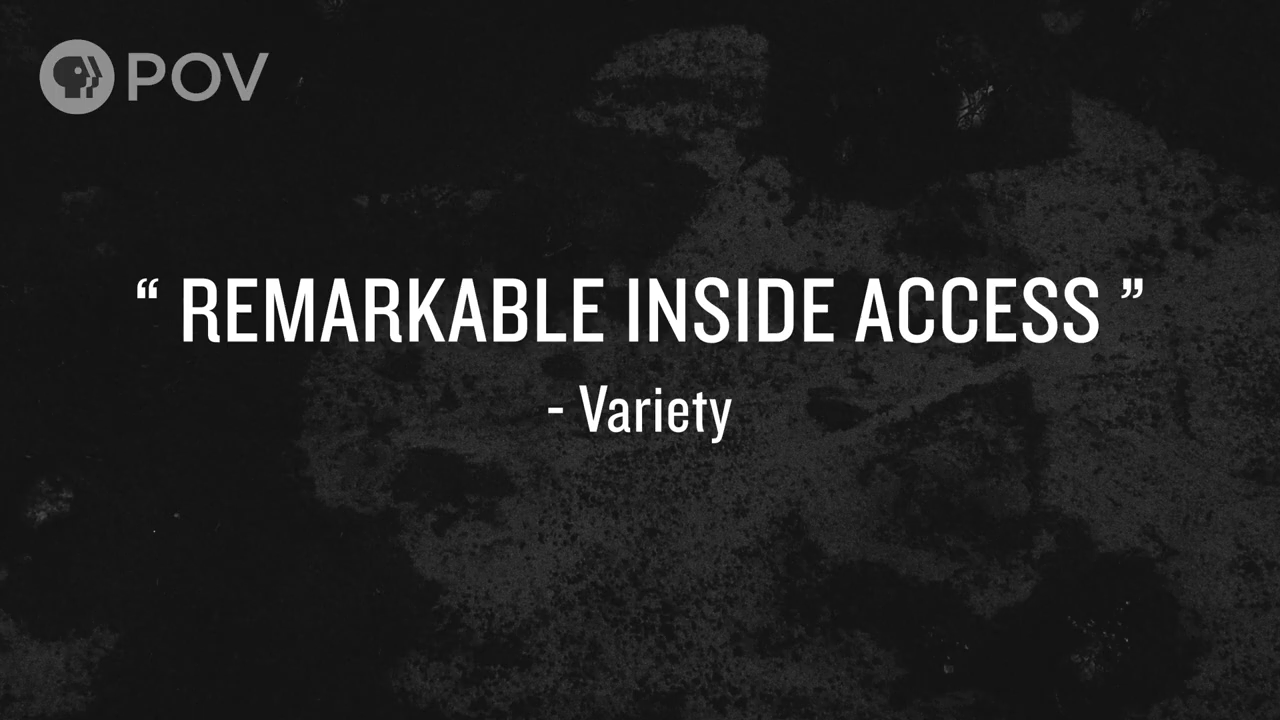 POV
“ REMARKABLE INSIDE ACCESS ”
- Variety